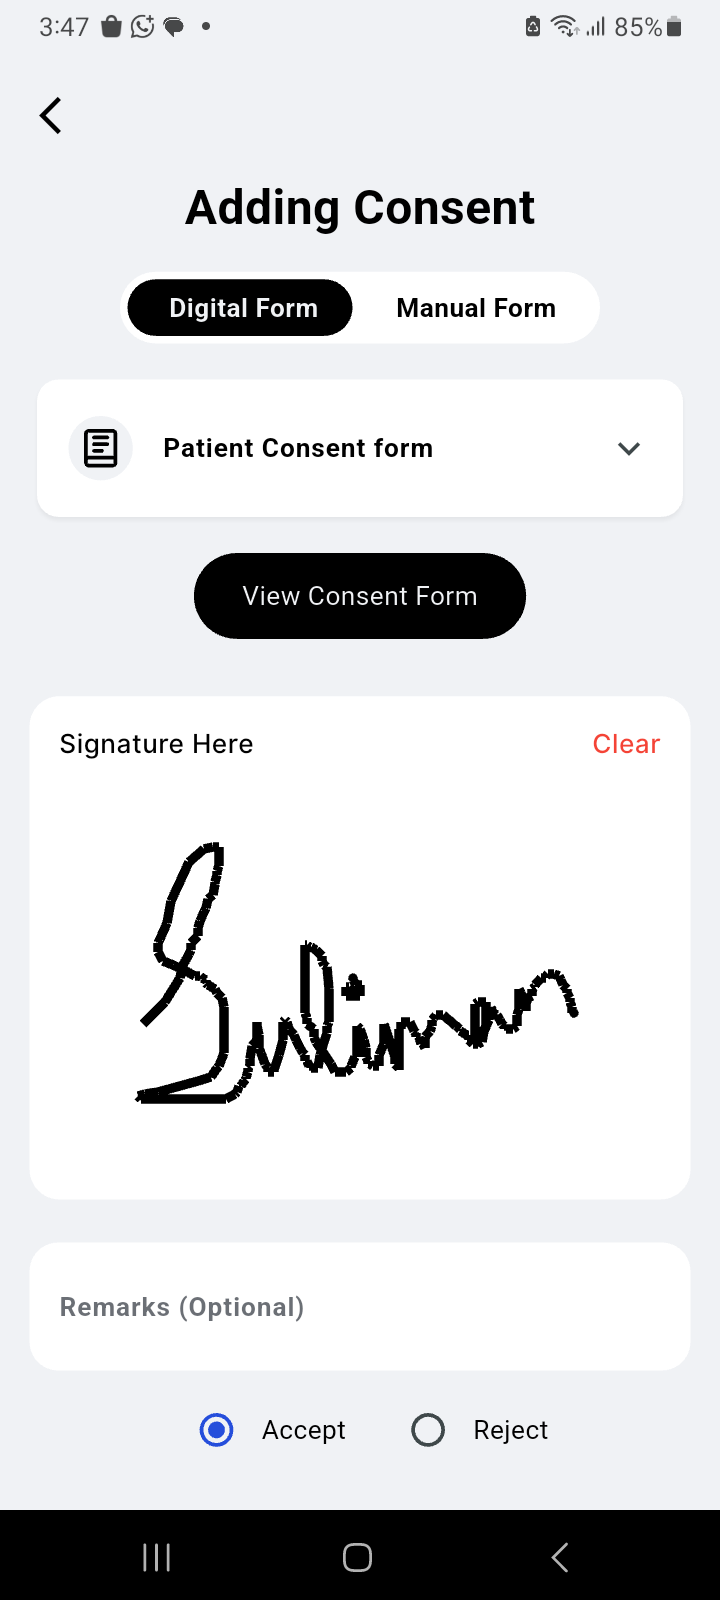 3:47 85%
Adding Consent
Digital Form Manual Form
Patient Consent form
View Consent Form
Signature Here Clear
Remarks (Optional)
Accept Reject